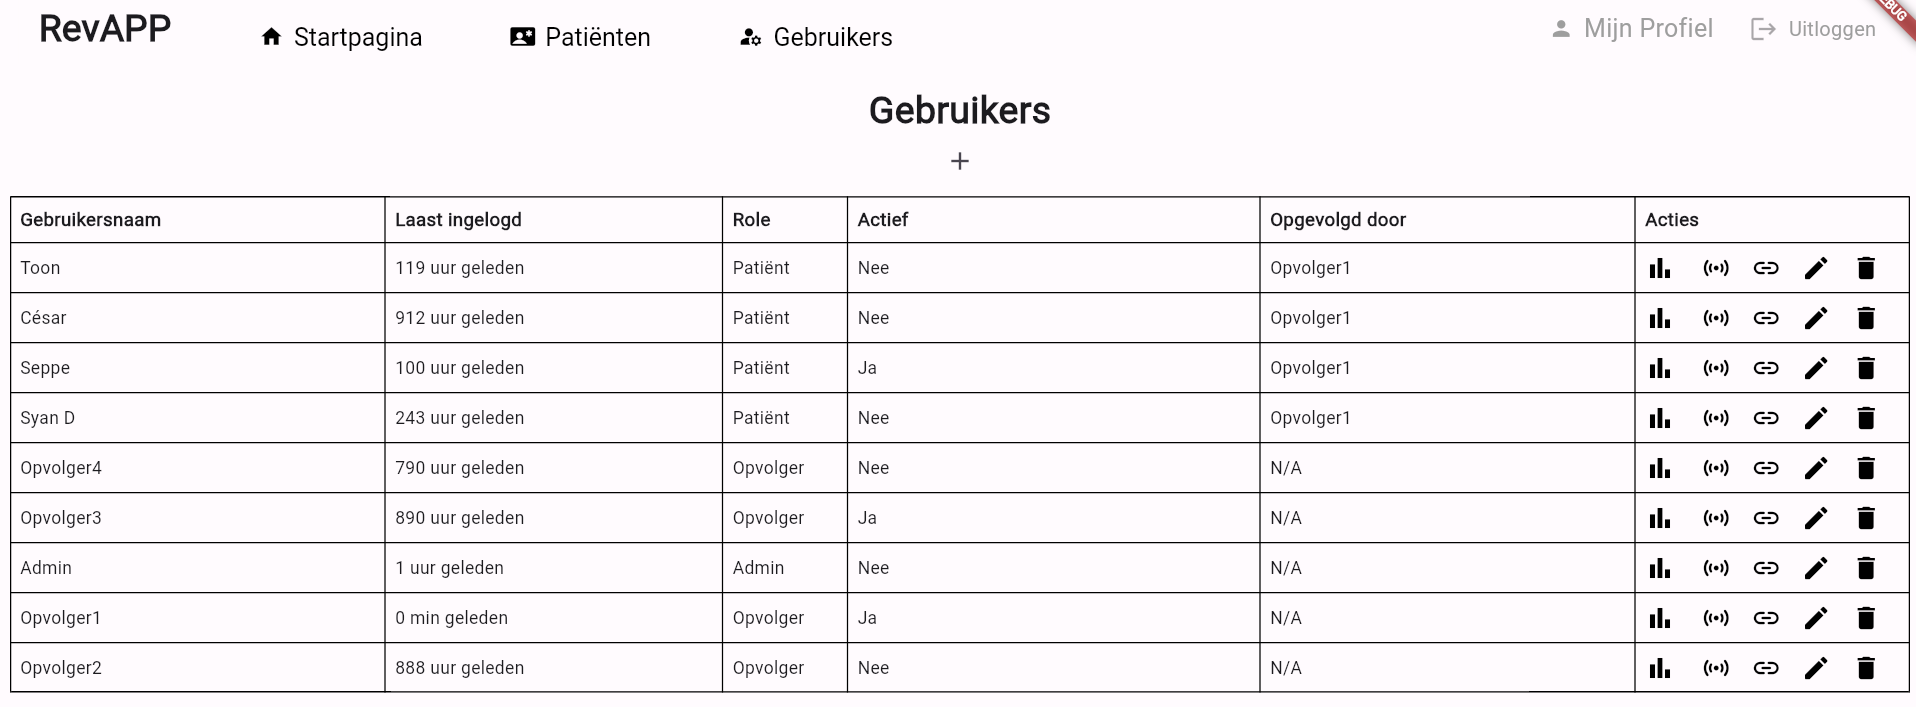 RevAPP Startpagina Patiënten Gebruikers Mijn Profiel Uitloggen
Gebruikers
+
Gebruikersnaam Laast ingelogd Role Actief Opgevolgd door Acties
Toon 119 uur geleden Patiënt Nee Opvolger1
César 912 uur geleden Patiënt Nee Opvolger1
Seppe 100 uur geleden Patiënt Ja Opvolger1
Syan D 243 uur geleden Patiënt Nee Opvolger1
Opvolger4 790 uur geleden Opvolger Nee N/A
Opvolger3 890 uur geleden Opvolger Ja N/A
Admin 1 uur geleden Admin Nee N/A
Opvolger1 0 min geleden Opvolger Ja N/A
Opvolger2 888 uur geleden Opvolger Nee N/A